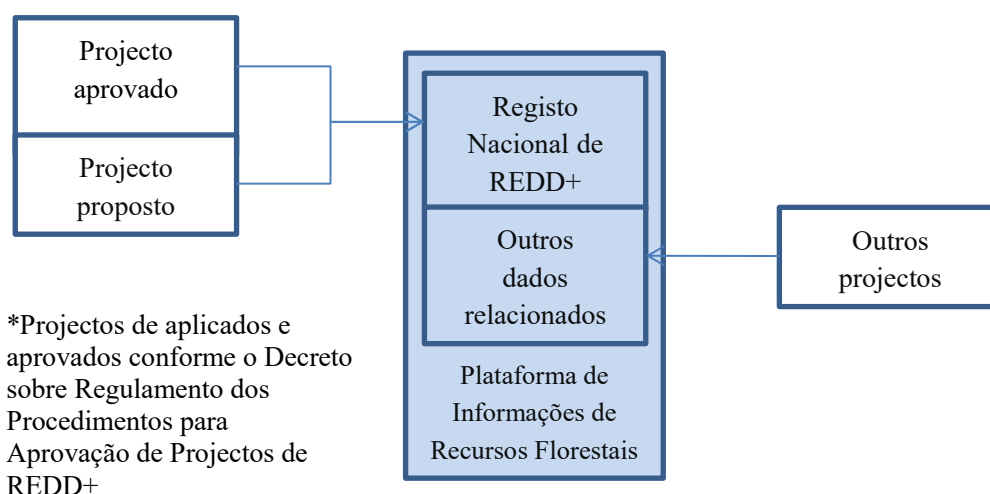 Projecto
aprovado
Projecto
proposto
Registo
Nacional de
REDD+
Outros
dados
relacionados
Plataforma de
Informações de
Recursos Florestais
Outros
projectos
*Projectos de aplicados e
aprovados conforme o Decreto
sobre Regulamento dos
Procedimentos para
Aprovação de Projectos de
REDD+